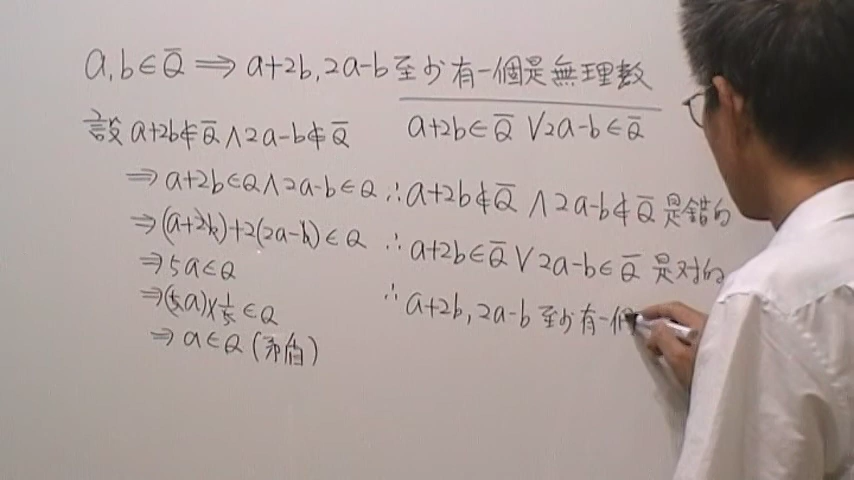 a,b∈Q̅ ⟹ a+2b, 2a-b 至少有一個是無理數
a+2b∈Q̅ ∨ 2a-b∈Q̅
設 a+2b∉Q̅ ∧ 2a-b∉Q̅
⇒ a+2b∈Q ∧ 2a-b∈Q
⇒ (a+2b)+2(2a-b)∈Q
⇒ 5a∈Q
⇒ (5a)×1/5∈Q
⇒ a∈Q (矛盾)
∴ a+2b∉Q̅ ∧ 2a-b∉Q̅ 是錯的
∴ a+2b∈Q̅ ∨ 2a-b∈Q̅ 是对的
∴ a+2b, 2a-b 至少有一個